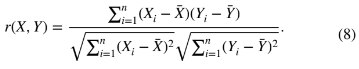 r(X, Y) = \frac{\sum_{i=1}^{n}(X_i - \bar{X})(Y_i - \bar{Y})}{\sqrt{\sum_{i=1}^{n}(X_i - \bar{X})^2}\sqrt{\sum_{i=1}^{n}(Y_i - \bar{Y})^2}}. (8)